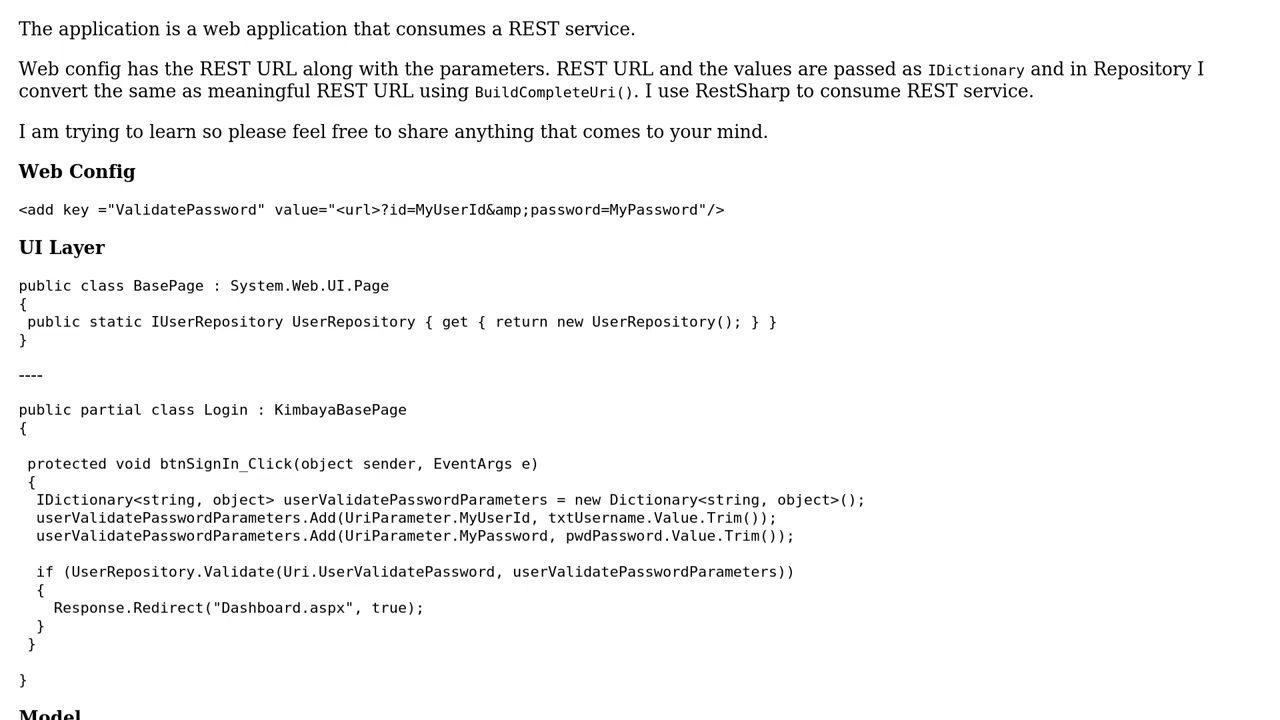 The application is a web application that consumes a REST service.
Web config has the REST URL along with the parameters. REST URL and the values are passed as IDictionary and in Repository I
convert the same as meaningful REST URL using BuildCompleteUri(). I use RestSharp to consume REST service.
I am trying to learn so please feel free to share anything that comes to your mind.
Web Config
<add key ="ValidatePassword" value="<url>?id=MyUserId&amp;password=MyPassword"/>
UI Layer
public class BasePage : System.Web.UI.Page
{
 public static IUserRepository UserRepository { get { return new UserRepository(); } }
}
----
public partial class Login : KimbayaBasePage
{
 protected void btnSignIn_Click(object sender, EventArgs e)
 {
  IDictionary<string, object> userValidatePasswordParameters = new Dictionary<string, object>();
  userValidatePasswordParameters.Add(UriParameter.MyUserId, txtUsername.Value.Trim());
  userValidatePasswordParameters.Add(UriParameter.MyPassword, pwdPassword.Value.Trim());
  if (UserRepository.Validate(Uri.UserValidatePassword, userValidatePasswordParameters))
  {
    Response.Redirect("Dashboard.aspx", true);
  }
 }
}
Model